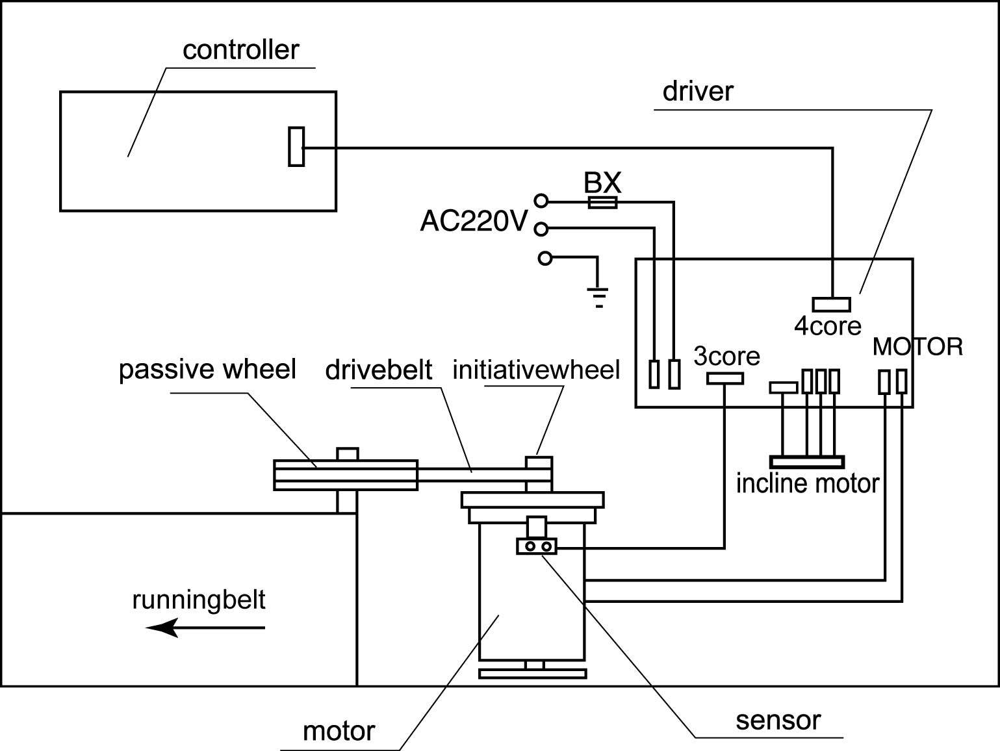 controller
driver
BX
AC220V
4core
MOTOR
3core
passive wheel
drivebelt
initiativewheel
incline motor
runningbelt
sensor
motor